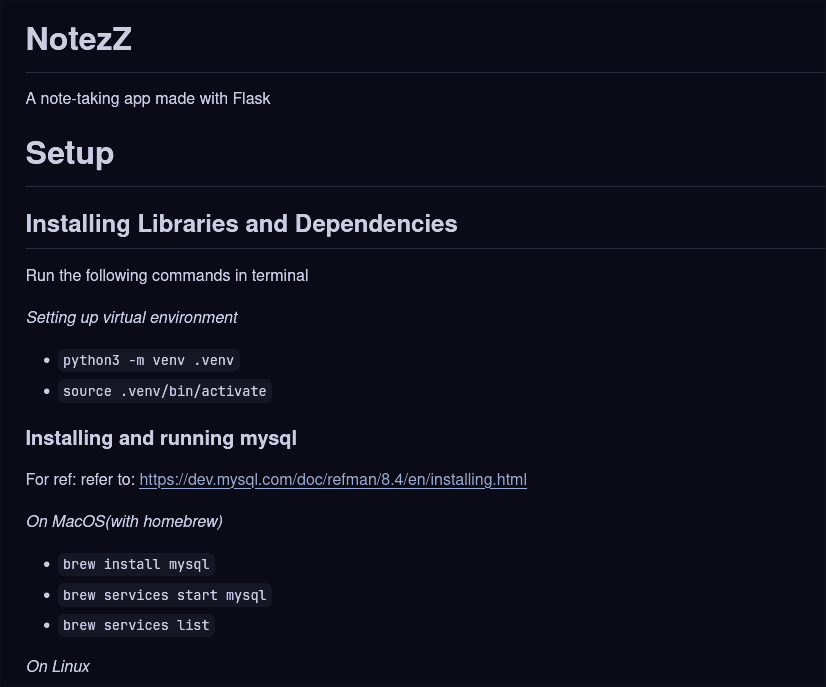 NotezZ
A note-taking app made with Flask
Setup
Installing Libraries and Dependencies
Run the following commands in terminal
Setting up virtual environment
python3 -m venv .venv
source .venv/bin/activate
Installing and running mysql
For ref: refer to: https://dev.mysql.com/doc/refman/8.4/en/installing.html
On MacOS(with homebrew)
brew install mysql
brew services start mysql
brew services list
On Linux